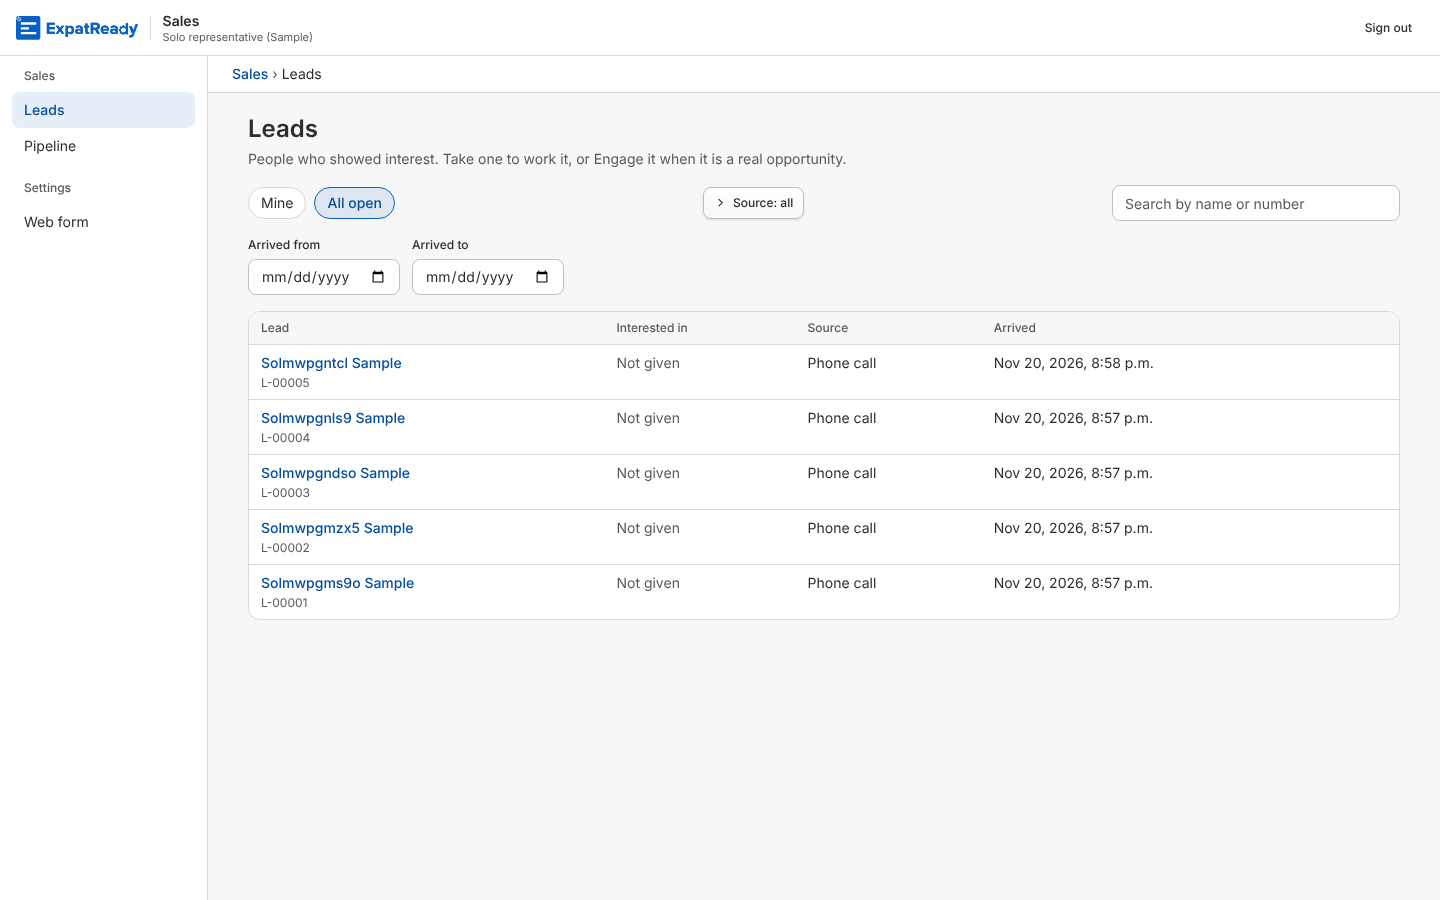 ExpatReady
Sales
Solo representative (Sample)
Sign out
Sales
Leads
Pipeline
Settings
Web form
Sales › Leads
Leads
People who showed interest. Take one to work it, or Engage it when it is a real opportunity.
Mine
All open
Source: all
Search by name or number
Arrived from
Arrived to
mm/dd/yyyy
mm/dd/yyyy
Lead Interested in Source Arrived
Solmwpgntcl Sample Not given Phone call Nov 20, 2026, 8:58 p.m.
L-00005
Solmwpgnls9 Sample Not given Phone call Nov 20, 2026, 8:57 p.m.
L-00004
Solmwpgndso Sample Not given Phone call Nov 20, 2026, 8:57 p.m.
L-00003
Solmwpgmzx5 Sample Not given Phone call Nov 20, 2026, 8:57 p.m.
L-00002
Solmwpgms9o Sample Not given Phone call Nov 20, 2026, 8:57 p.m.
L-00001